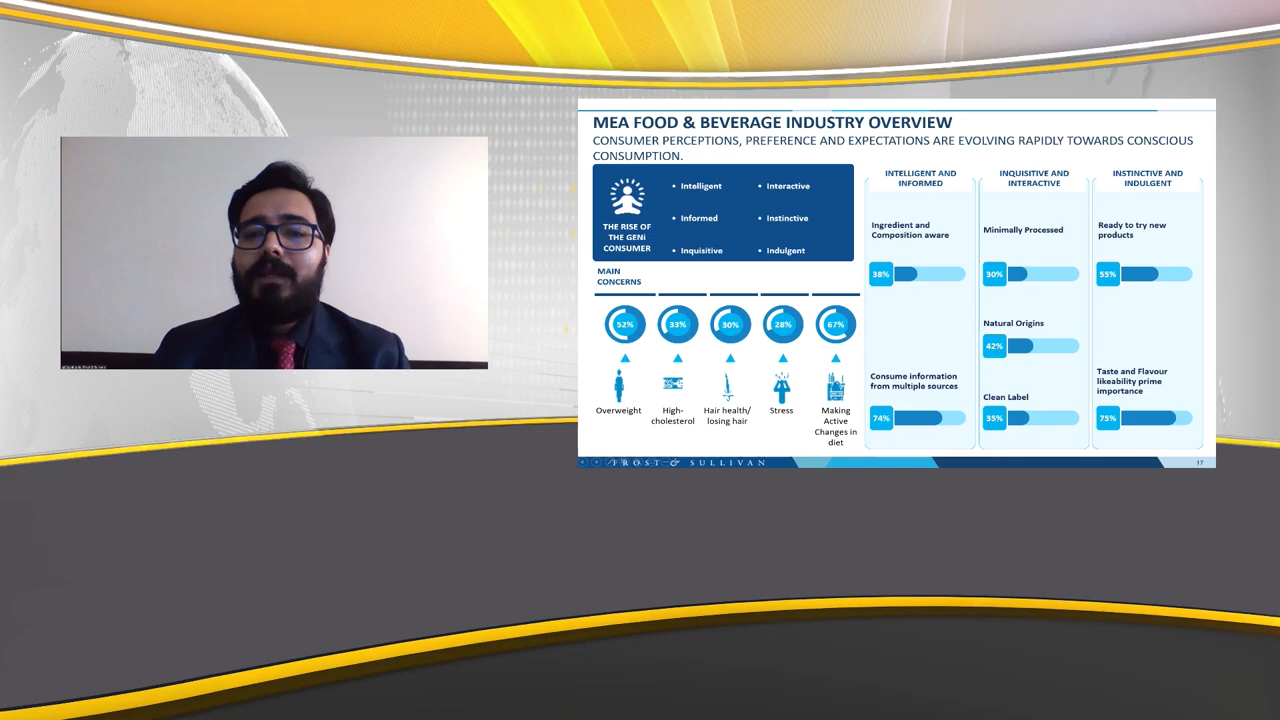 MEA FOOD & BEVERAGE INDUSTRY OVERVIEW
CONSUMER PERCEPTIONS, PREFERENCE AND EXPECTATIONS ARE EVOLVING RAPIDLY TOWARDS CONSCIOUS
CONSUMPTION.
THE RISE OF
THE GENi
CONSUMER
• Intelligent
• Informed
• Inquisitive
• Interactive
• Instinctive
• Indulgent
MAIN
CONCERNS
52%
33%
30%
28%
67%
Overweight
High-
cholesterol
Hair health/
losing hair
Stress
Making
Active
Changes in
diet
INTELLIGENT AND
INFORMED
Ingredient and
Composition aware
38%
Consume information
from multiple sources
74%
INQUISITIVE AND
INTERACTIVE
Minimally Processed
30%
Natural Origins
42%
Clean Label
35%
INSTINCTIVE AND
INDULGENT
Ready to try new
products
55%
Taste and Flavour
likeability prime
importance
75%
FROST & SULLIVAN
17